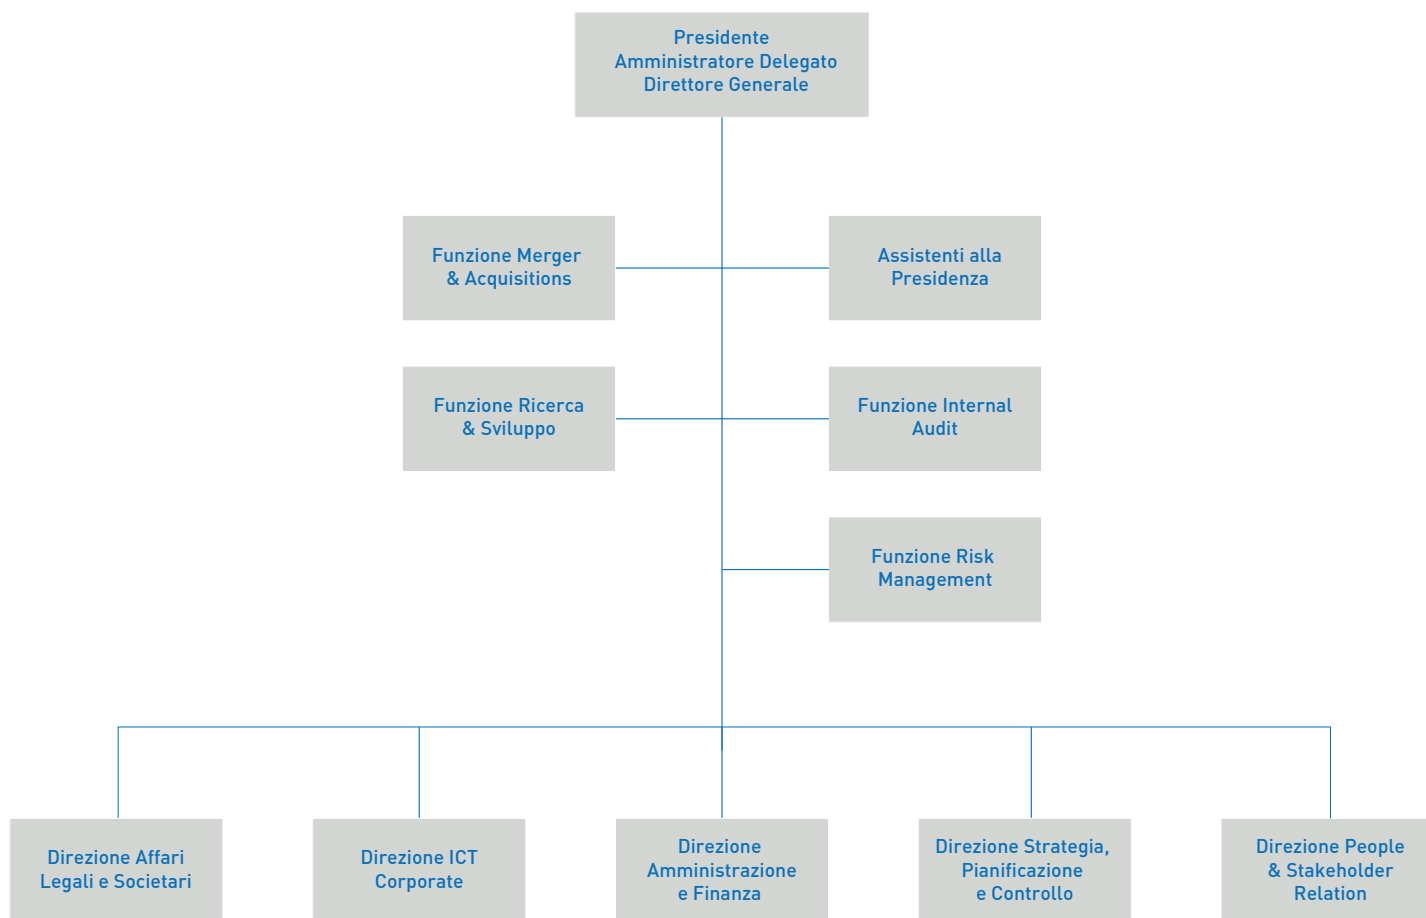 Presidente
Amministratore Delegato
Direttore Generale
Funzione Merger
& Acquisitions
Assistenti alla
Presidenza
Funzione Ricerca
& Sviluppo
Funzione Internal
Audit
Funzione Risk
Management
Direzione Affari
Legali e Societari
Direzione ICT
Corporate
Direzione
Amministrazione
e Finanza
Direzione Strategia,
Pianificazione
e Controllo
Direzione People
& Stakeholder
Relation